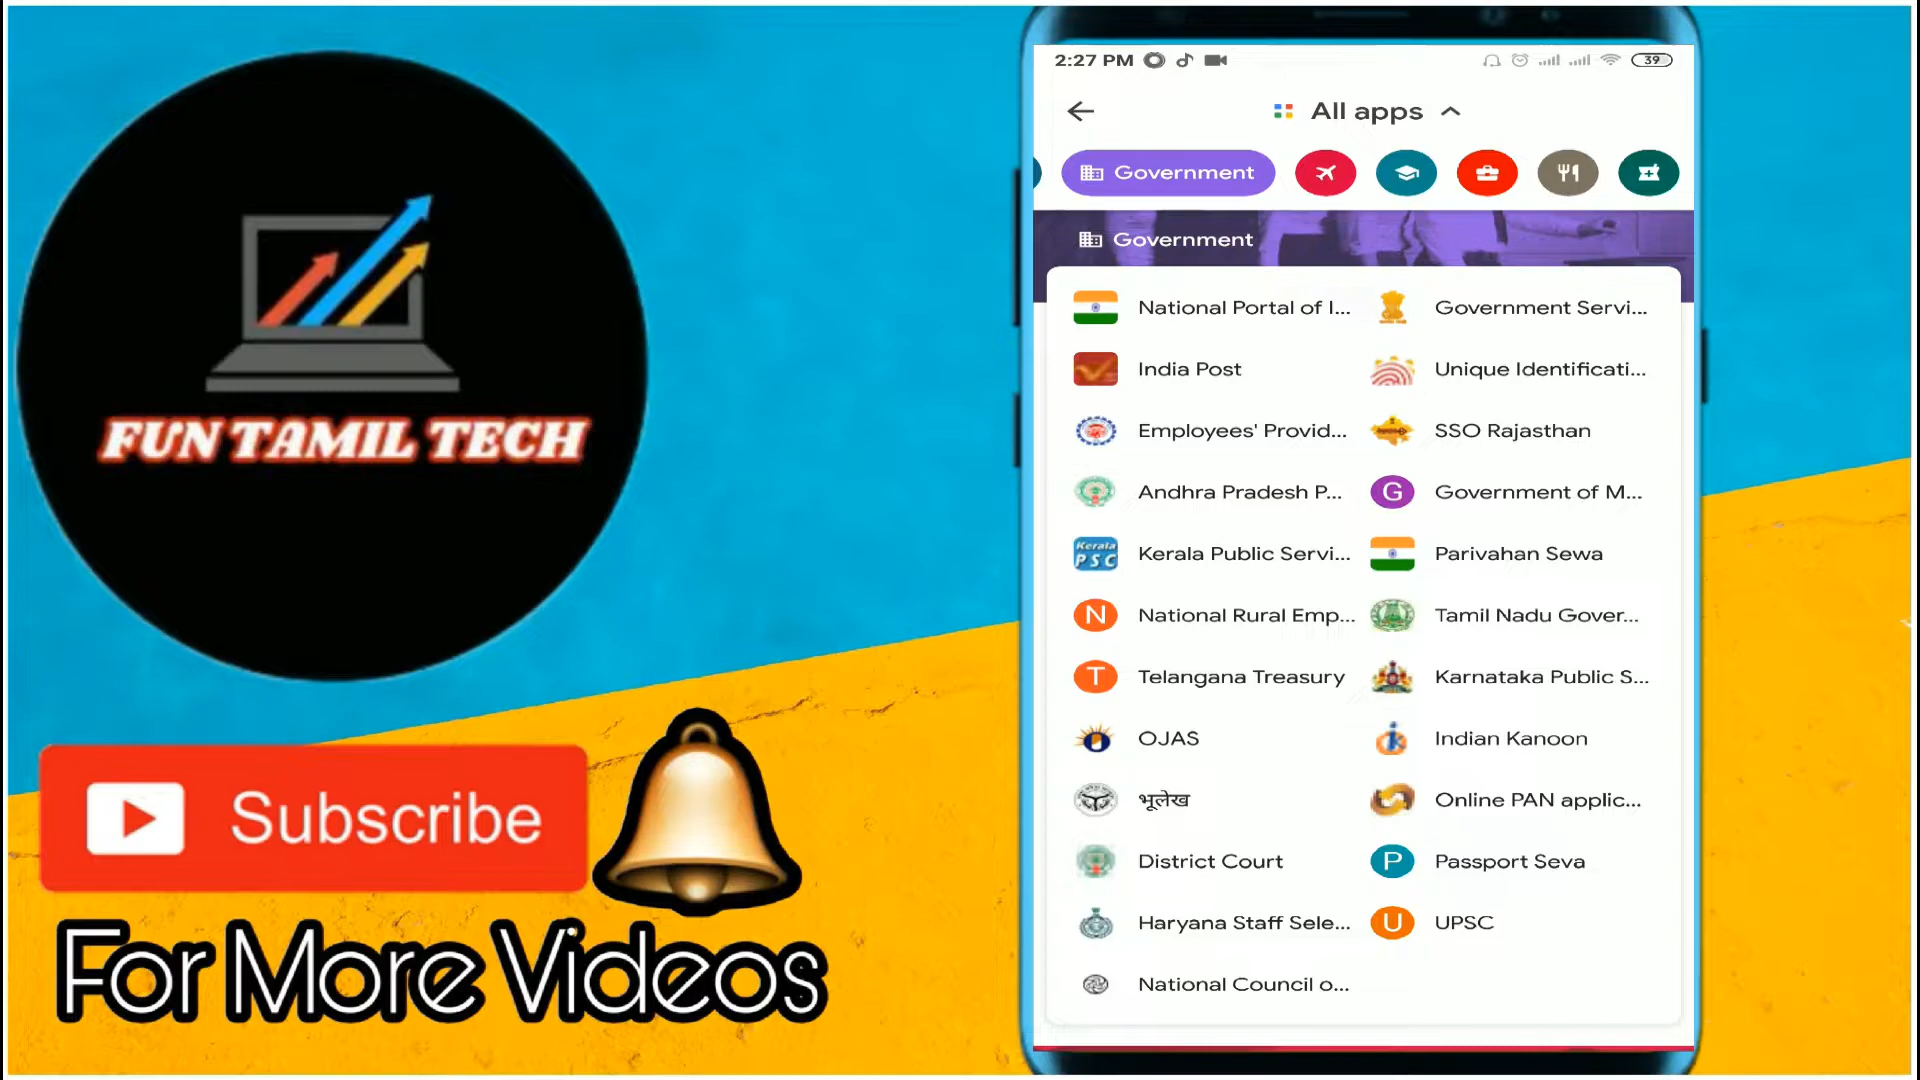 FUN TAMIL TECH
Subscribe
For More Videos
2:27 PM
39
All apps
Government
Government
National Portal of I...
Government Servi...
India Post
Unique Identificati...
Employees' Provid...
SSO Rajasthan
Andhra Pradesh P...
G
Government of M...
Kerala PSC
Kerala Public Servi...
Parivahan Sewa
N
National Rural Emp...
Tamil Nadu Gover...
T
Telangana Treasury
Karnataka Public S...
OJAS
Indian Kanoon
भूलेख
Online PAN applic...
District Court
P
Passport Seva
Haryana Staff Sele...
U
UPSC
National Council o...